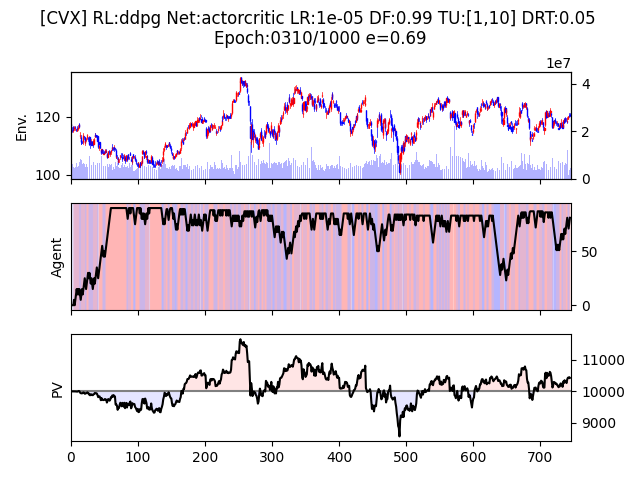 [CVX] RL:ddpg Net:actorcritic LR:1e-05 DF:0.99 TU:[1,10] DRT:0.05
Epoch:0310/1000 e=0.69
1e7
Env.
120
100
4
2
0
Agent
50
0
PV
11000
10000
9000
0 100 200 300 400 500 600 700